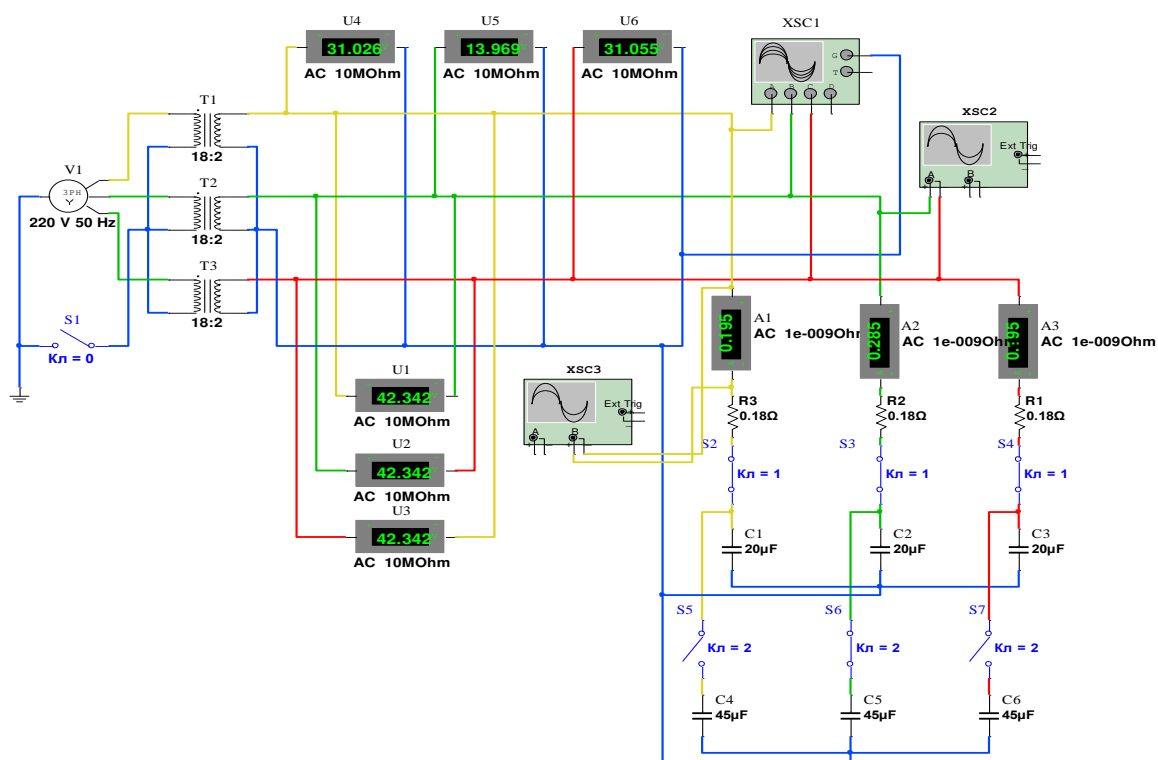 U4
U5
U6
31.026
13.969
31.055
AC 10MOhm
AC 10MOhm
AC 10MOhm
XSC1
G
T
A B C D
XSC2
Ext Trig
A
B
T1
18:2
V1
3PH
Y
220 V 50 Hz
T2
18:2
T3
18:2
S1
Кл = 0
U1
42.342
AC 10MOhm
U2
42.342
AC 10MOhm
U3
42.342
AC 10MOhm
XSC3
Ext Trig
A
B
A1
0.195
AC 1e-009Ohm
A2
0.285
AC 1e-009Ohm
A3
0.195
AC 1e-009Ohm
R3
0.18Ω
R2
0.18Ω
R1
0.18Ω
S2
Кл = 1
S3
Кл = 1
S4
Кл = 1
C1
20µF
C2
20µF
C3
20µF
S5
Кл = 2
S6
Кл = 2
S7
Кл = 2
C4
45µF
C5
45µF
C6
45µF